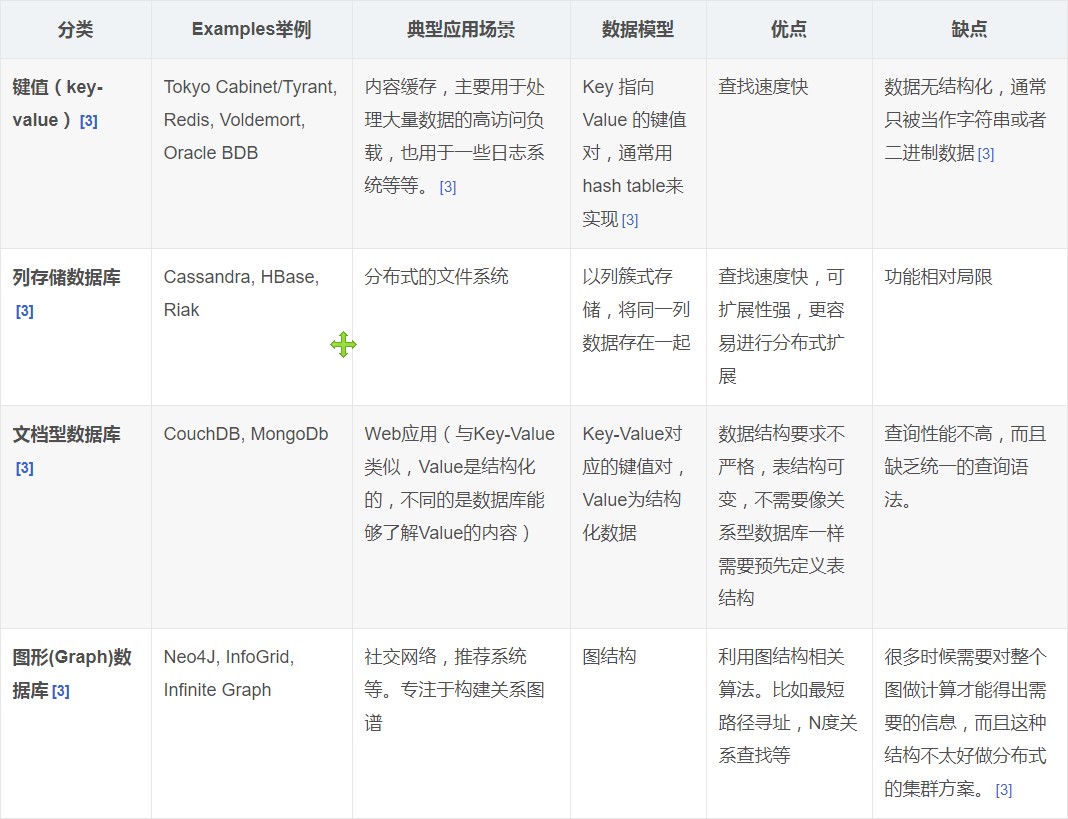 分类
Examples举例
典型应用场景
数据模型
优点
缺点
键值（key-
value）[3]
Tokyo Cabinet/Tyrant,
Redis, Voldemort,
Oracle BDB
内容缓存，主要用于处
理大量数据的高访问负
载，也用于一些日志系
统等等。[3]
Key 指向
Value 的键值
对，通常用
hash table来
实现[3]
查找速度快
数据无结构化，通常
只被当作字符串或者
二进制数据[3]
列存储数据库
[3]
Cassandra, HBase,
Riak
分布式的文件系统
以列簇式存
储，将同一列
数据存在一起
查找速度快，可
扩展性强，更容
易进行分布式扩
展
功能相对局限
文档型数据库
[3]
CouchDB, MongoDb
Web应用（与Key-Value
类似，Value是结构化
的，不同的是数据库能
够了解Value的内容）
Key-Value对
应的键值对，
Value为结构
化数据
数据结构要求不
严格，表结构可
变，不需要像关
系型数据库一样
需要预先定义表
结构
查询性能不高，而且
缺乏统一的查询语
法。
图形(Graph)数
据库[3]
Neo4J, InfoGrid,
Infinite Graph
社交网络，推荐系统
等。专注于构建关系图
谱
图结构
利用图结构相关
算法。比如最短
路径寻址，N度关
系查找等
很多时候需要对整个
图做计算才能得出需
要的信息，而且这种
结构不太好做分布式
的集群方案。[3]